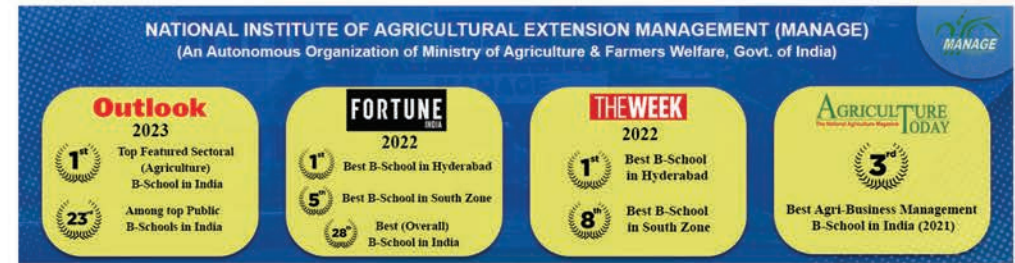 NATIONAL INSTITUTE OF AGRICULTURAL EXTENSION MANAGEMENT (MANAGE)
(An Autonomous Organization of Ministry of Agriculture & Farmers Welfare, Govt. of India)
MANAGE
Outlook
2023
1st
Top Featured Sectoral
(Agriculture)
B-School in India
23rd
Among top Public
B-Schools in India
FORTUNE
INDIA
2022
1st
Best B-School in Hyderabad
5th
Best B-School in South Zone
28th
Best (Overall)
B-School in India
THE WEEK
2022
1st
Best B-School
in Hyderabad
8th
Best B-School
in South Zone
AGRICULTURE
The National Agriculture Magazine
TODAY
3rd
Best Agri-Business Management
B-School in India (2021)